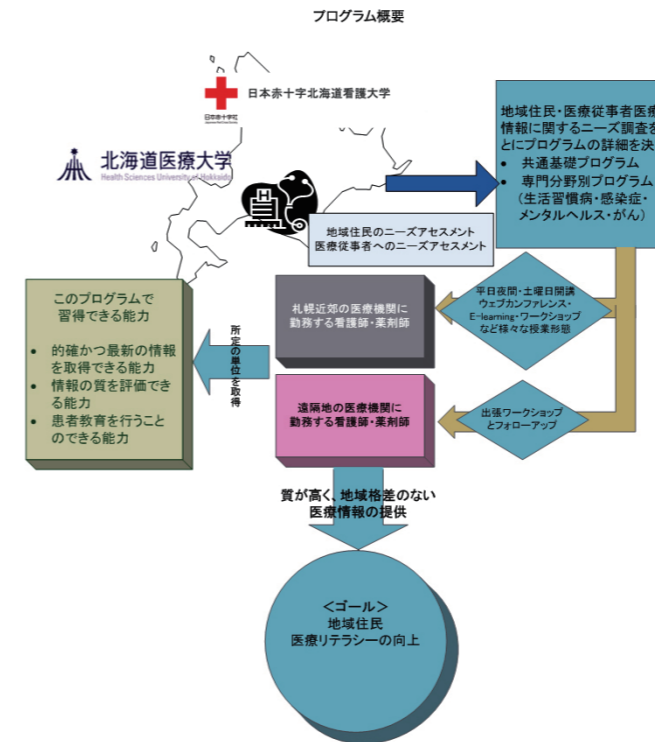 プログラム概要
日本赤十字北海道看護大学
日本赤十字社
北海道医療大学
Health Sciences University of Hokkaido
地域住民・医療従事者医療
情報に関するニーズ調査を
とにプログラムの詳細を決
• 共通基礎プログラム
• 専門分野別プログラム
（生活習慣病・感染症・
メンタルヘルス・がん）
地域住民のニーズアセスメント
医療従事者へのニーズアセスメント
このプログラムで
習得できる能力
• 的確かつ最新の情報
を取得できる能力
• 情報の質を評価でき
る能力
• 患者教育を行うこと
のできる能力
所定の単位を取得
札幌近郊の医療機関に
勤務する看護師・薬剤師
平日夜間・土曜日開講
ウェブカンファレンス・
E-learning・ワークショップ
など様々な授業形態
遠隔地の医療機関に
勤務する看護師・薬剤師
出張ワークショップ
とフォローアップ
質が高く、地域格差のない
医療情報の提供
＜ゴール＞
地域住民
医療リテラシーの向上